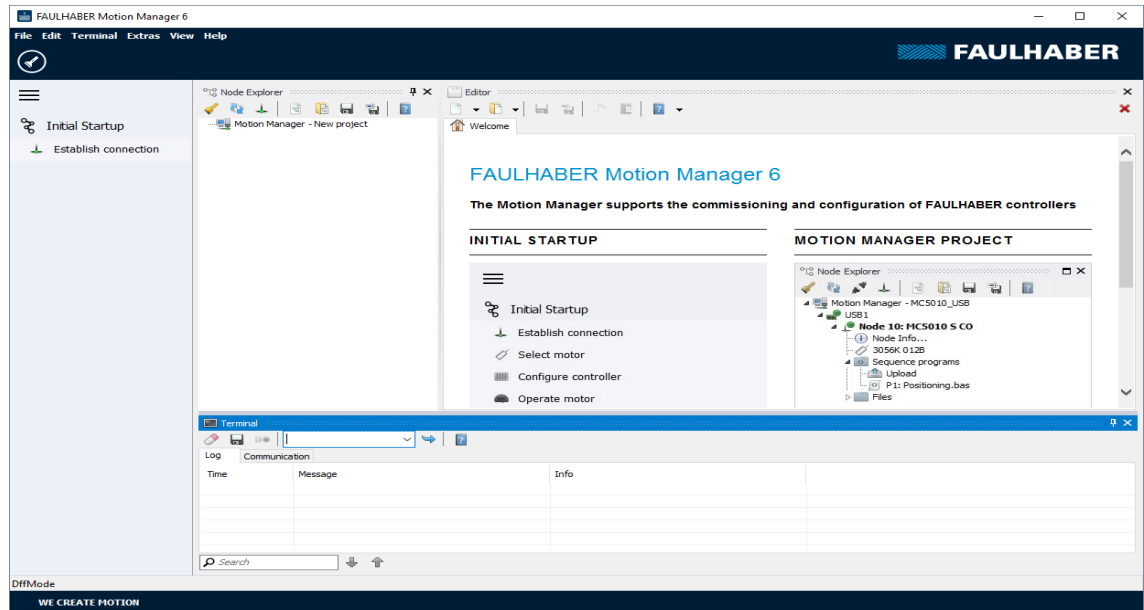 FAULHABER Motion Manager 6
File Edit Terminal Extras View Help
FAULHABER
Initial Startup
Establish connection
Node Explorer
Motion Manager - New project
Editor
Welcome
FAULHABER Motion Manager 6
The Motion Manager supports the commissioning and configuration of FAULHABER controllers
INITIAL STARTUP
Initial Startup
Establish connection
Select motor
Configure controller
Operate motor
MOTION MANAGER PROJECT
Node Explorer
Motion Manager - MC5010_USB
USB1
Node 10: MC5010 S CO
Node Info...
3056K 012B
Sequence programs
Upload
P1: Positioning.bas
Files
Terminal
Log Communication
Time Message Info
Search
DffMode
WE CREATE MOTION